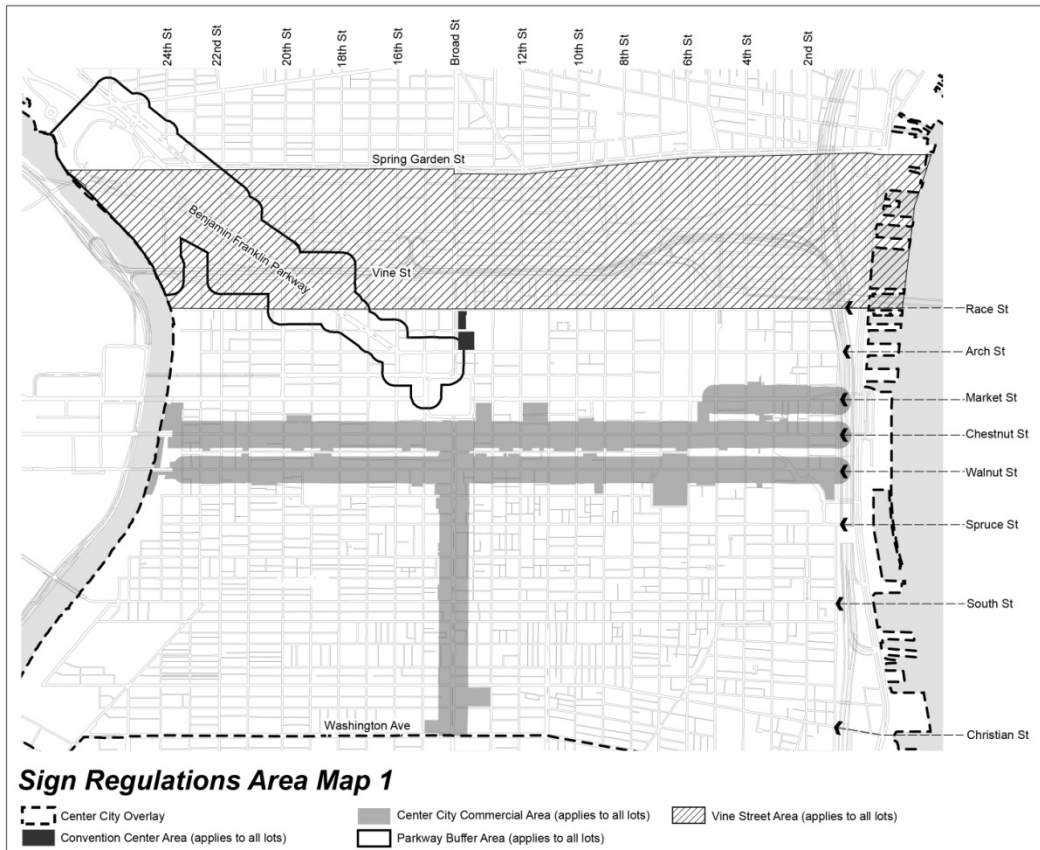 24th St
22nd St
20th St
18th St
16th St
Broad St
12th St
10th St
8th St
6th St
4th St
2nd St
Spring Garden St
Benjamin Franklin Parkway
Vine St
Race St
Arch St
Market St
Chestnut St
Walnut St
Spruce St
South St
Washington Ave
Christian St
Sign Regulations Area Map 1
Center City Overlay
Center City Commercial Area (applies to all lots)
Vine Street Area (applies to all lots)
Convention Center Area (applies to all lots)
Parkway Buffer Area (applies to all lots)